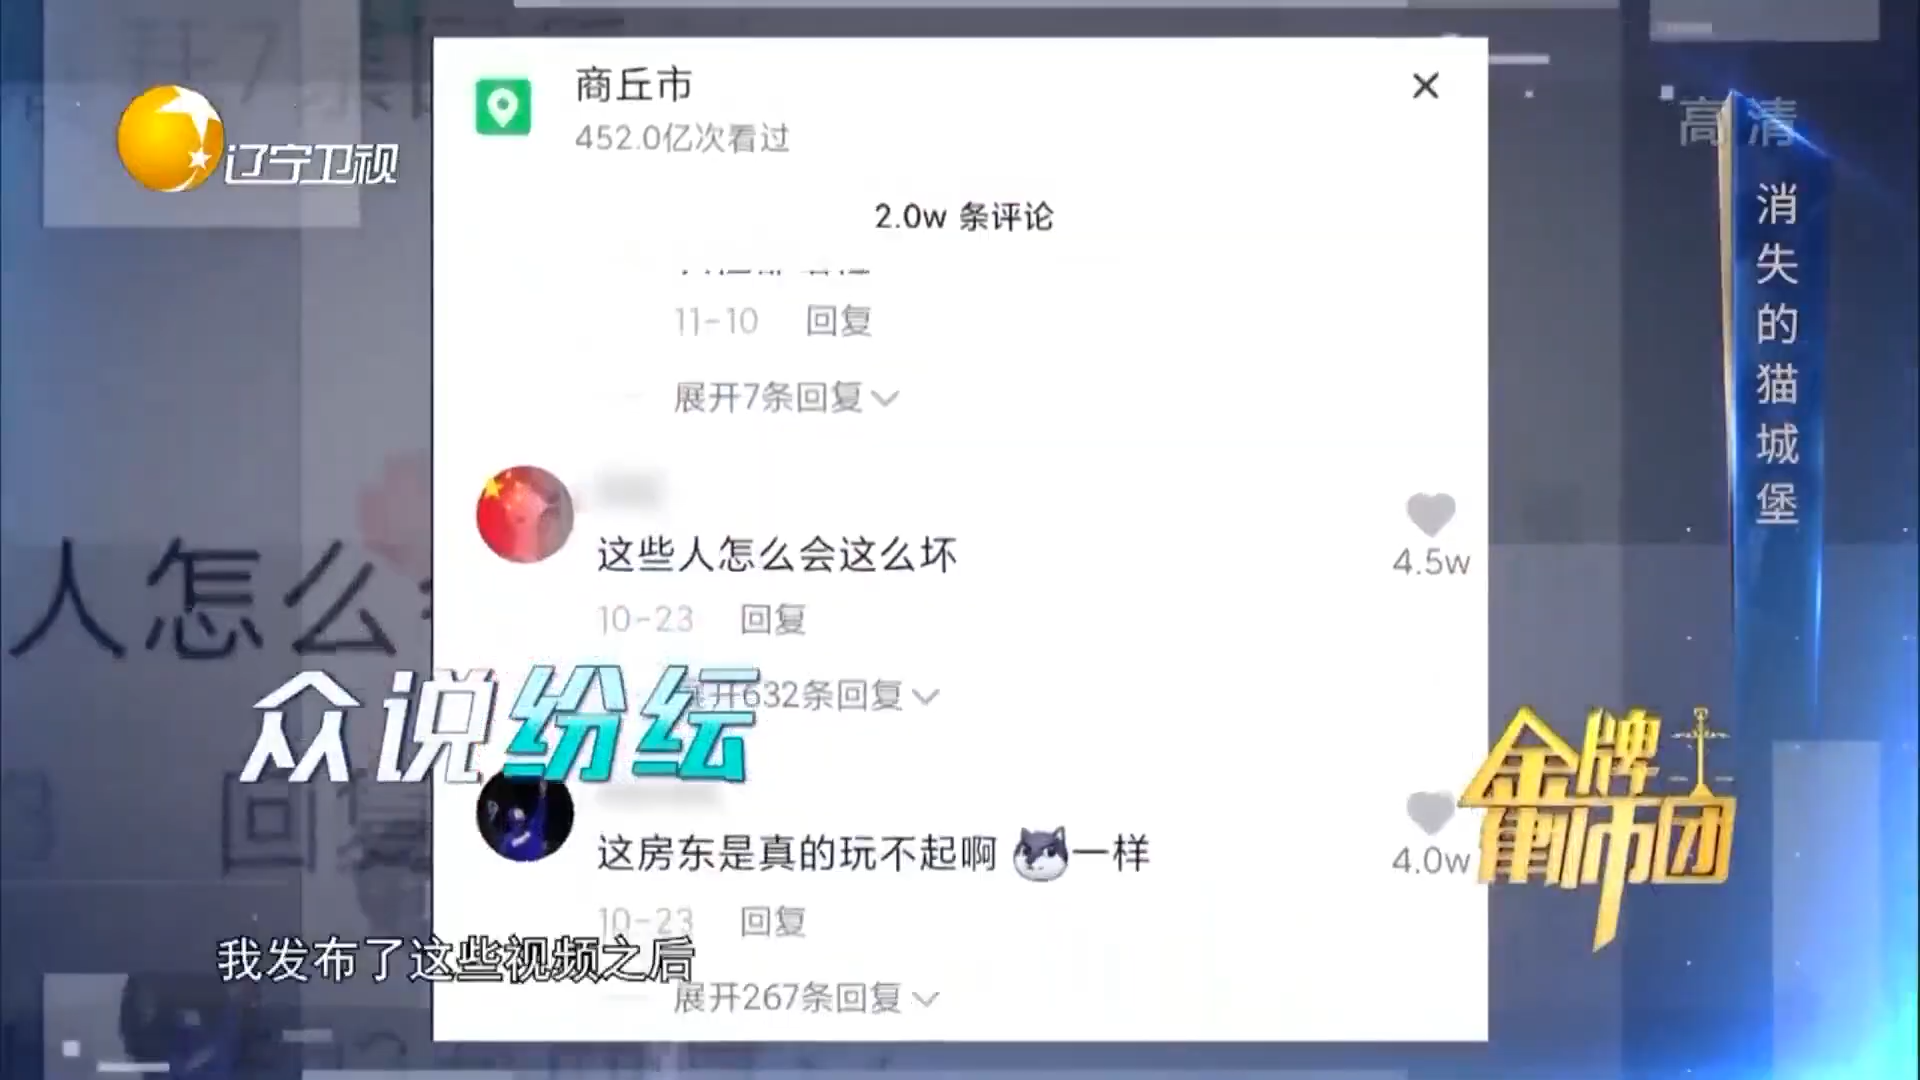 辽宁卫视
高清
消失的猫城堡
商丘市
452.0亿次看过
2.0w 条评论
11-10 回复
展开7条回复
这些人怎么会这么坏
4.5w
10-23 回复
展开632条回复
众说纷纭
这房东是真的玩不起啊 一样
4.0w
10-23 回复
展开267条回复
我发布了这些视频之后
金牌律师团
人怎么
回复